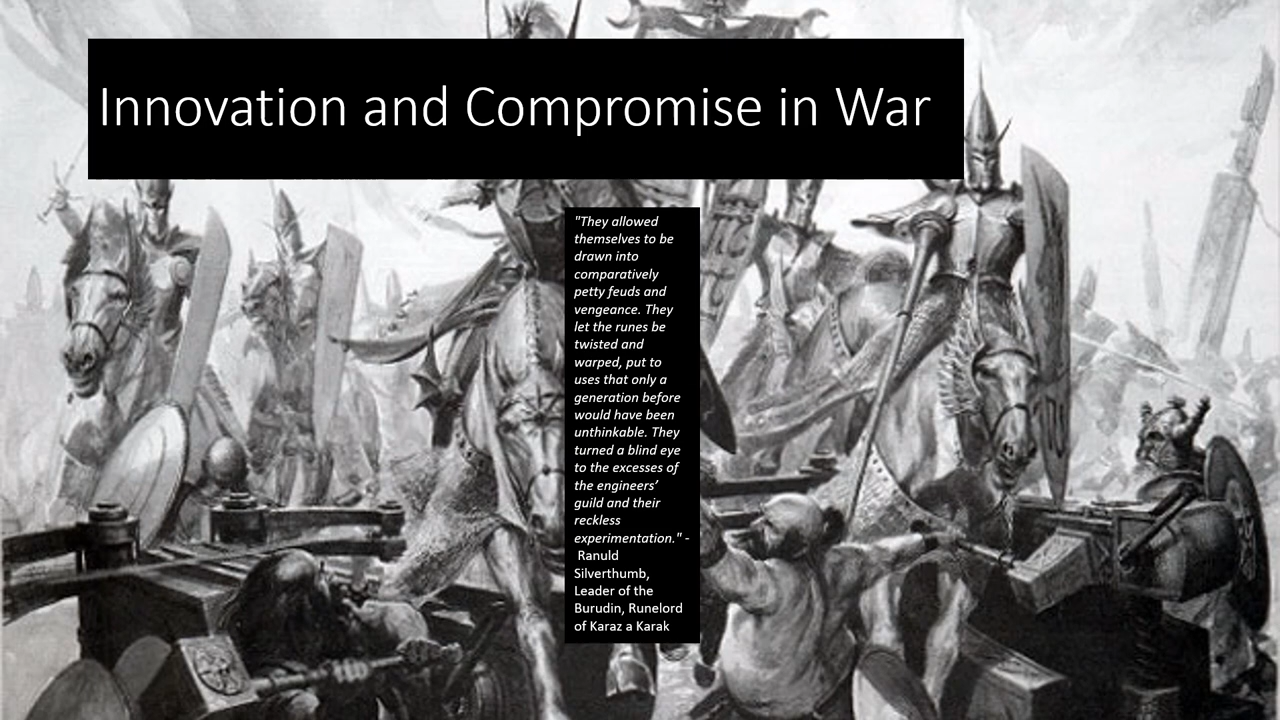 Innovation and Compromise in War
"They allowed
themselves to be
drawn into
comparatively
petty feuds and
vengeance. They
let the runes be
twisted and
warped, put to
uses that only a
generation before
would have been
unthinkable. They
turned a blind eye
to the excesses of
the engineers’
guild and their
reckless
experimentation." -
Ranuld
Silverthumb,
Leader of the
Burudin, Runelord
of Karaz a Karak